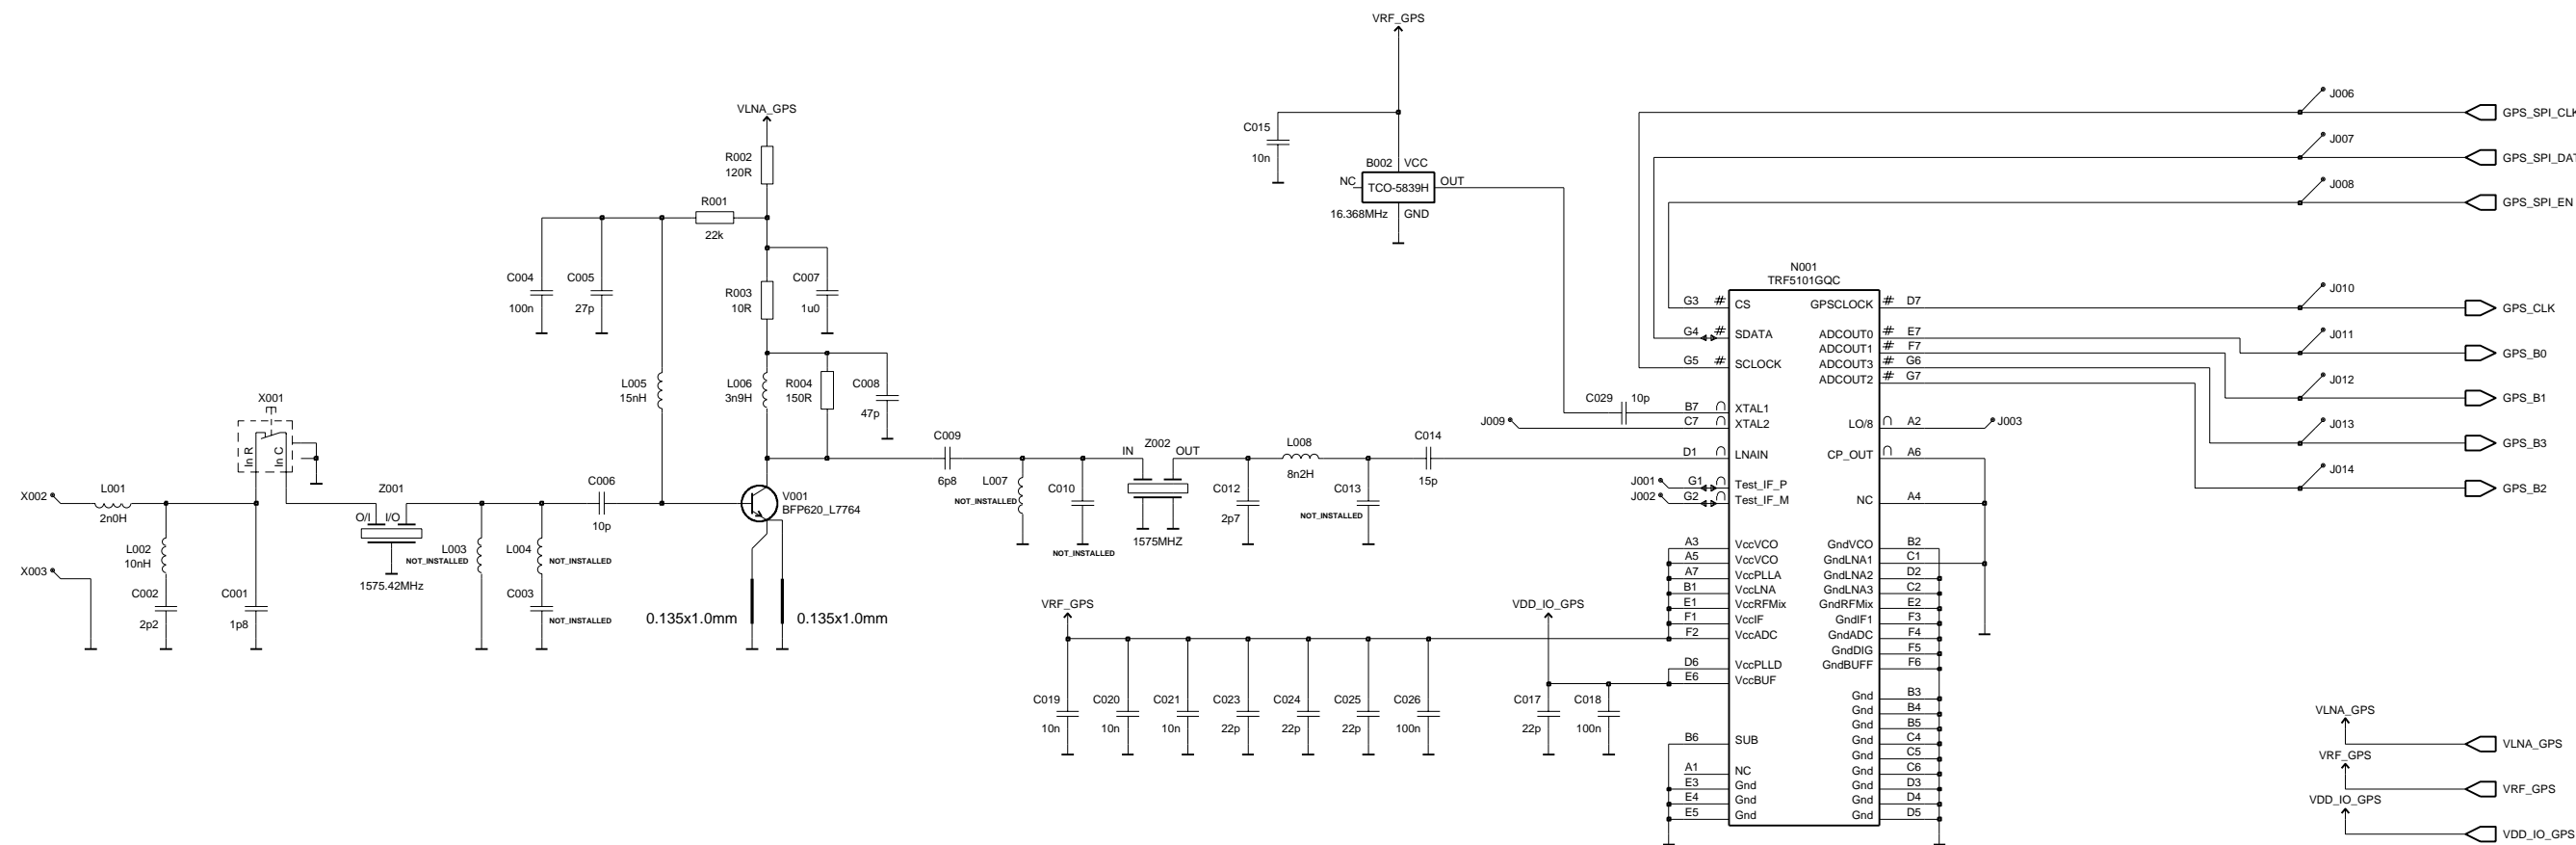 VRF_GPS
J006
GPS_SPI_CLK
VLNA_GPS
C015
10n
J007
GPS_SPI_DAT
R002
120R
B002
VCC
NC
TCO-5839H
OUT
16.368MHz
GND
J008
GPS_SPI_EN
R001
22k
C004
100n
C005
27p
R003
10R
C007
1u0
N001
TRF5101GQC
G3 # CS
GPSCLOCK # D7
J010
GPS_CLK
G4 # SDATA
ADCOUT0 # E7
J011
GPS_B0
ADCOUT1 # F7
G5 # SCLOCK
ADCOUT3 # G6
ADCOUT2 # G7
J012
GPS_B1
L005
15nH
L006
3n9H
R004
150R
C008
47p
C029
10p
B7 XTAL1
J009
C7 XTAL2
LO/8 A2
J003
J013
GPS_B3
X001
In R
In C
C009
6p8
IN
Z002
OUT
1575MHZ
L008
8n2H
C014
15p
D1 LNAIN
CP_OUT A6
J014
GPS_B2
X002
L001
2n0H
Z001
O/I
I/O
1575.42MHz
C006
10p
V001
BFP620_L7764
L007
NOT_INSTALLED
C010
NOT_INSTALLED
C012
2p7
C013
NOT_INSTALLED
J001
G1 Test_IF_P
J002
G2 Test_IF_M
NC A4
X003
L002
10nH
C002
2p2
C001
1p8
L003
NOT_INSTALLED
L004
NOT_INSTALLED
C003
NOT_INSTALLED
0.135x1.0mm
0.135x1.0mm
VRF_GPS
VDD_IO_GPS
A3 VccVCO
A5 VccVCO
A7 VccPLLA
B1 VccLNA
E1 VccRFMix
F1 VccIF
F2 VccADC
D6 VccPLLD
E6 VccBUF
GndVCO B2
GndLNA1 C1
GndLNA2 D2
GndLNA3 C2
GndRFMix E2
GndIF1 F3
GndADC F4
GndDIG F5
GndBUFF F6
C019
10n
C020
10n
C021
10n
C023
22p
C024
22p
C025
22p
C026
100n
C017
22p
C018
100n
B6 SUB
A1 NC
E3 Gnd
E4 Gnd
E5 Gnd
Gnd B3
Gnd B4
Gnd B5
Gnd C4
Gnd C5
Gnd C6
Gnd D3
Gnd D4
Gnd D5
VLNA_GPS
VLNA_GPS
VRF_GPS
VRF_GPS
VDD_IO_GPS
VDD_IO_GPS